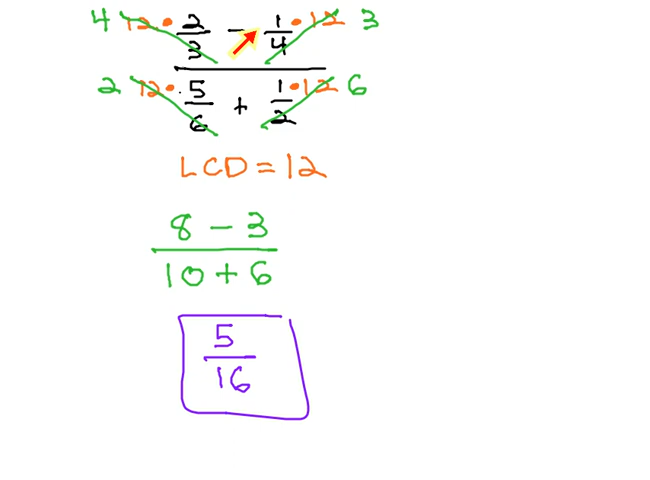 4 12 • 2/3 - 1/4 • 12 3
2 12 • 5/6 + 1/2 • 12 6
LCD = 12
8 - 3
10 + 6
5
16